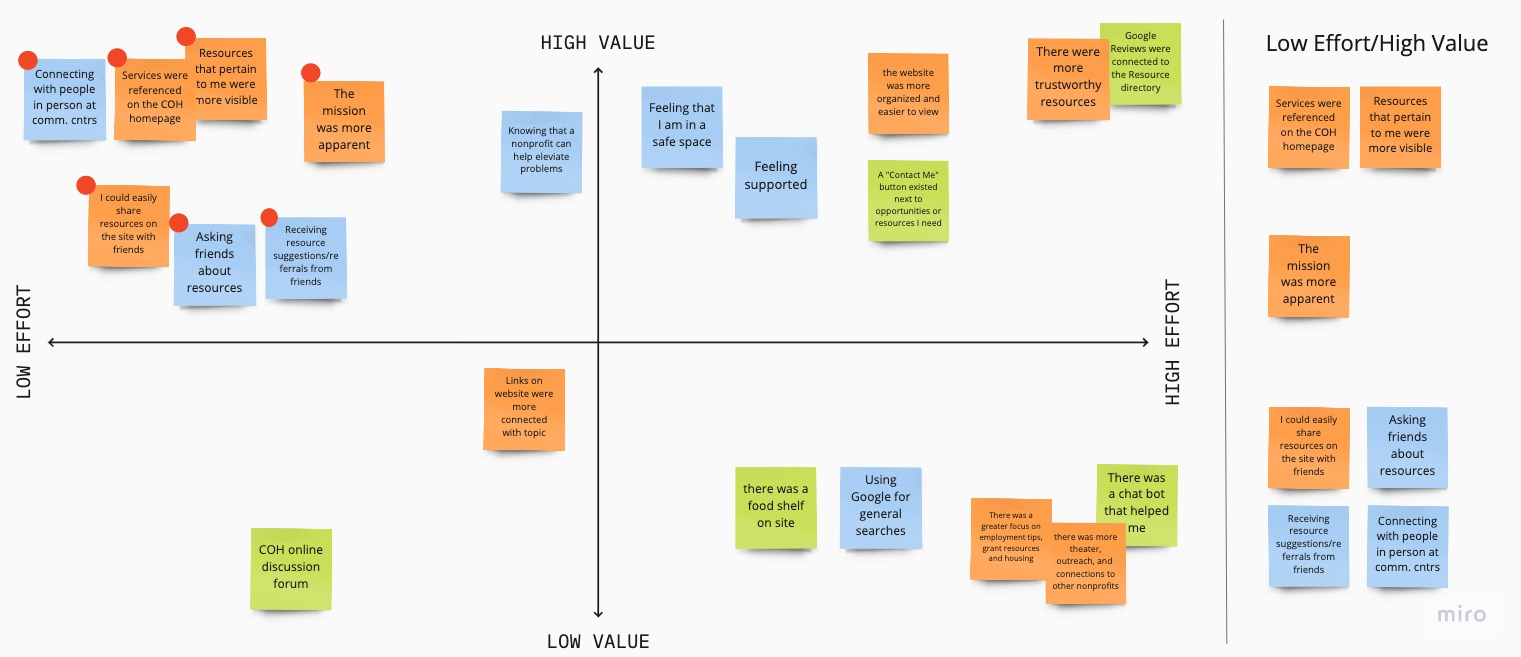 HIGH VALUE
Connecting
with people
in person at
comm. cntrs
Services were
referenced
on the COH
homepage
Resources
that pertain
to me were
more visible
The
mission
was more
apparent
Knowing that a
nonprofit can
help eleviate
problems
Feeling that
I am in a
safe space
Feeling
supported
the website
was more
organized and
easier to view
A "Contact Me"
button existed
next to
opportunities or
resources I need
There were
more
trustworthy
resources
Google
Reviews were
connected to
the Resource
directory
I could easily
share
resources on
the site with
friends
Asking
friends
about
resources
Receiving
resource
suggestions/re
ferrals from
friends
LOW EFFORT
HIGH EFFORT
Links on
website were
more
connected
with topic
COH online
discussion
forum
there was a
food shelf
on site
Using
Google for
general
searches
There was a
greater focus on
employment tips,
grant resources
and housing
there was more
theater,
outreach, and
connections to
other nonprofits
There was
a chat bot
that helped
me
LOW VALUE
Low Effort/High Value
Services were
referenced
on the COH
homepage
Resources
that pertain
to me were
more visible
The
mission
was more
apparent
I could easily
share
resources on
the site with
friends
Asking
friends
about
resources
Receiving
resource
suggestions/re
ferrals from
friends
Connecting
with people
in person at
comm. cntrs
miro